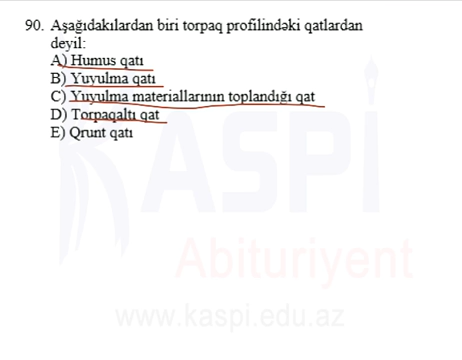 90. Aşağıdakılardan biri torpaq profilindəki qatlardan
deyil:
A) Humus qatı
B) Yuyulma qatı
C) Yuyulma materiallarının toplandığı qat
D) Torpaqaltı qat
E) Qrunt qatı
KASPİ
Abituriyent
www.kaspi.edu.az